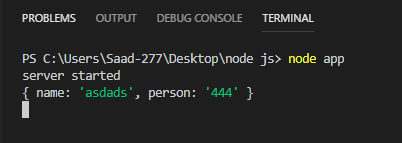 PROBLEMS OUTPUT DEBUG CONSOLE TERMINAL
PS C:\Users\Saad-277\Desktop\node js> node app
server started
{ name: 'asdads', person: '444' }